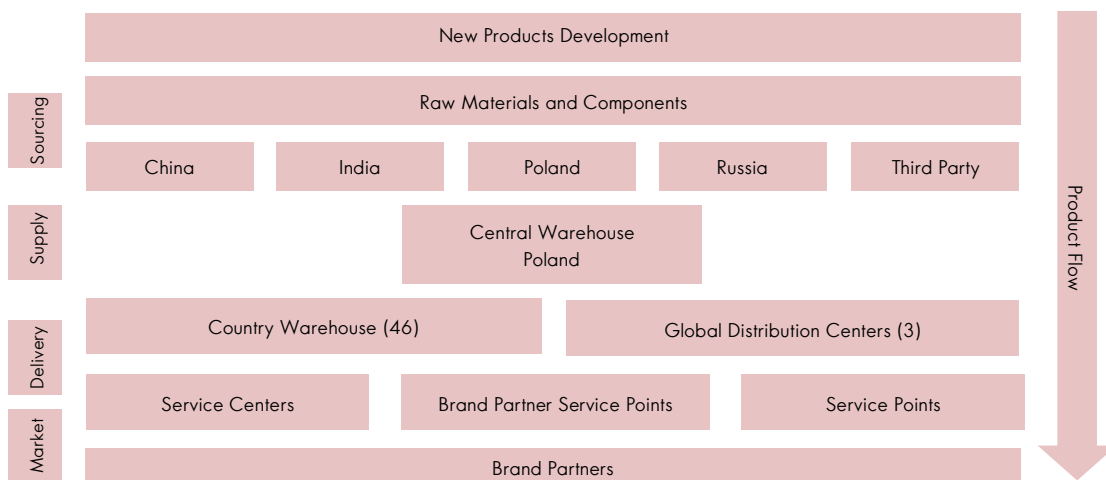 New Products Development
Sourcing
Raw Materials and Components
China
India
Poland
Russia
Third Party
Supply
Central Warehouse
Poland
Product Flow
Delivery
Country Warehouse (46)
Global Distribution Centers (3)
Service Centers
Brand Partner Service Points
Service Points
Market
Brand Partners